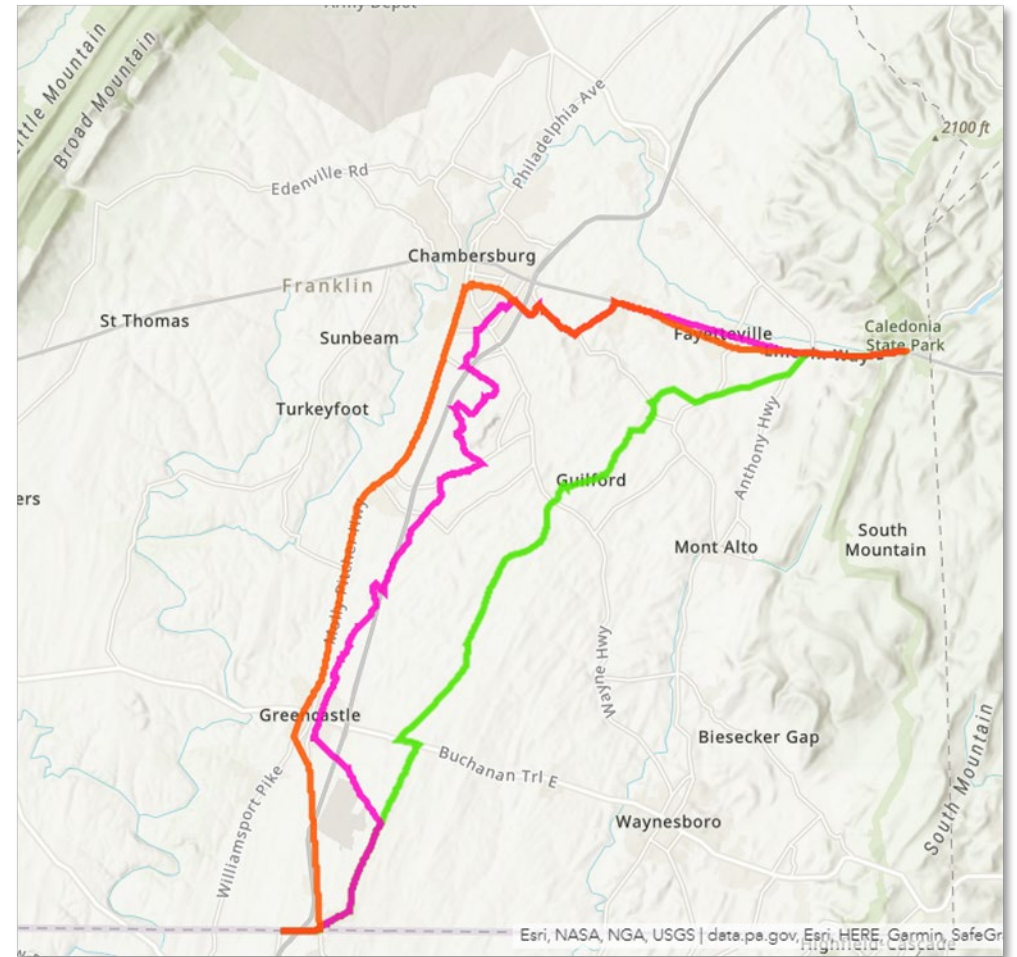 Army Depot
Little Mountain
Broad Mountain
2100 ft
Philadelphia Ave
Edenville Rd
Chambersburg
Franklin
St Thomas
Sunbeam
Fayetteville
Caledonia
State Park
Lincoln Way E
Turkeyfoot
Anthony Hwy
Guilford
ers
Molly Pitcher Hwy
South
Mountain
Mont Alto
Wayne Hwy
Greencastle
Biesecker Gap
Buchanan Trl E
South Mountain
Williamsport Pike
Waynesboro
Esri, NASA, NGA, USGS | data.pa.gov, Esri, HERE, Garmin, SafeGr
Highfield-Cascade